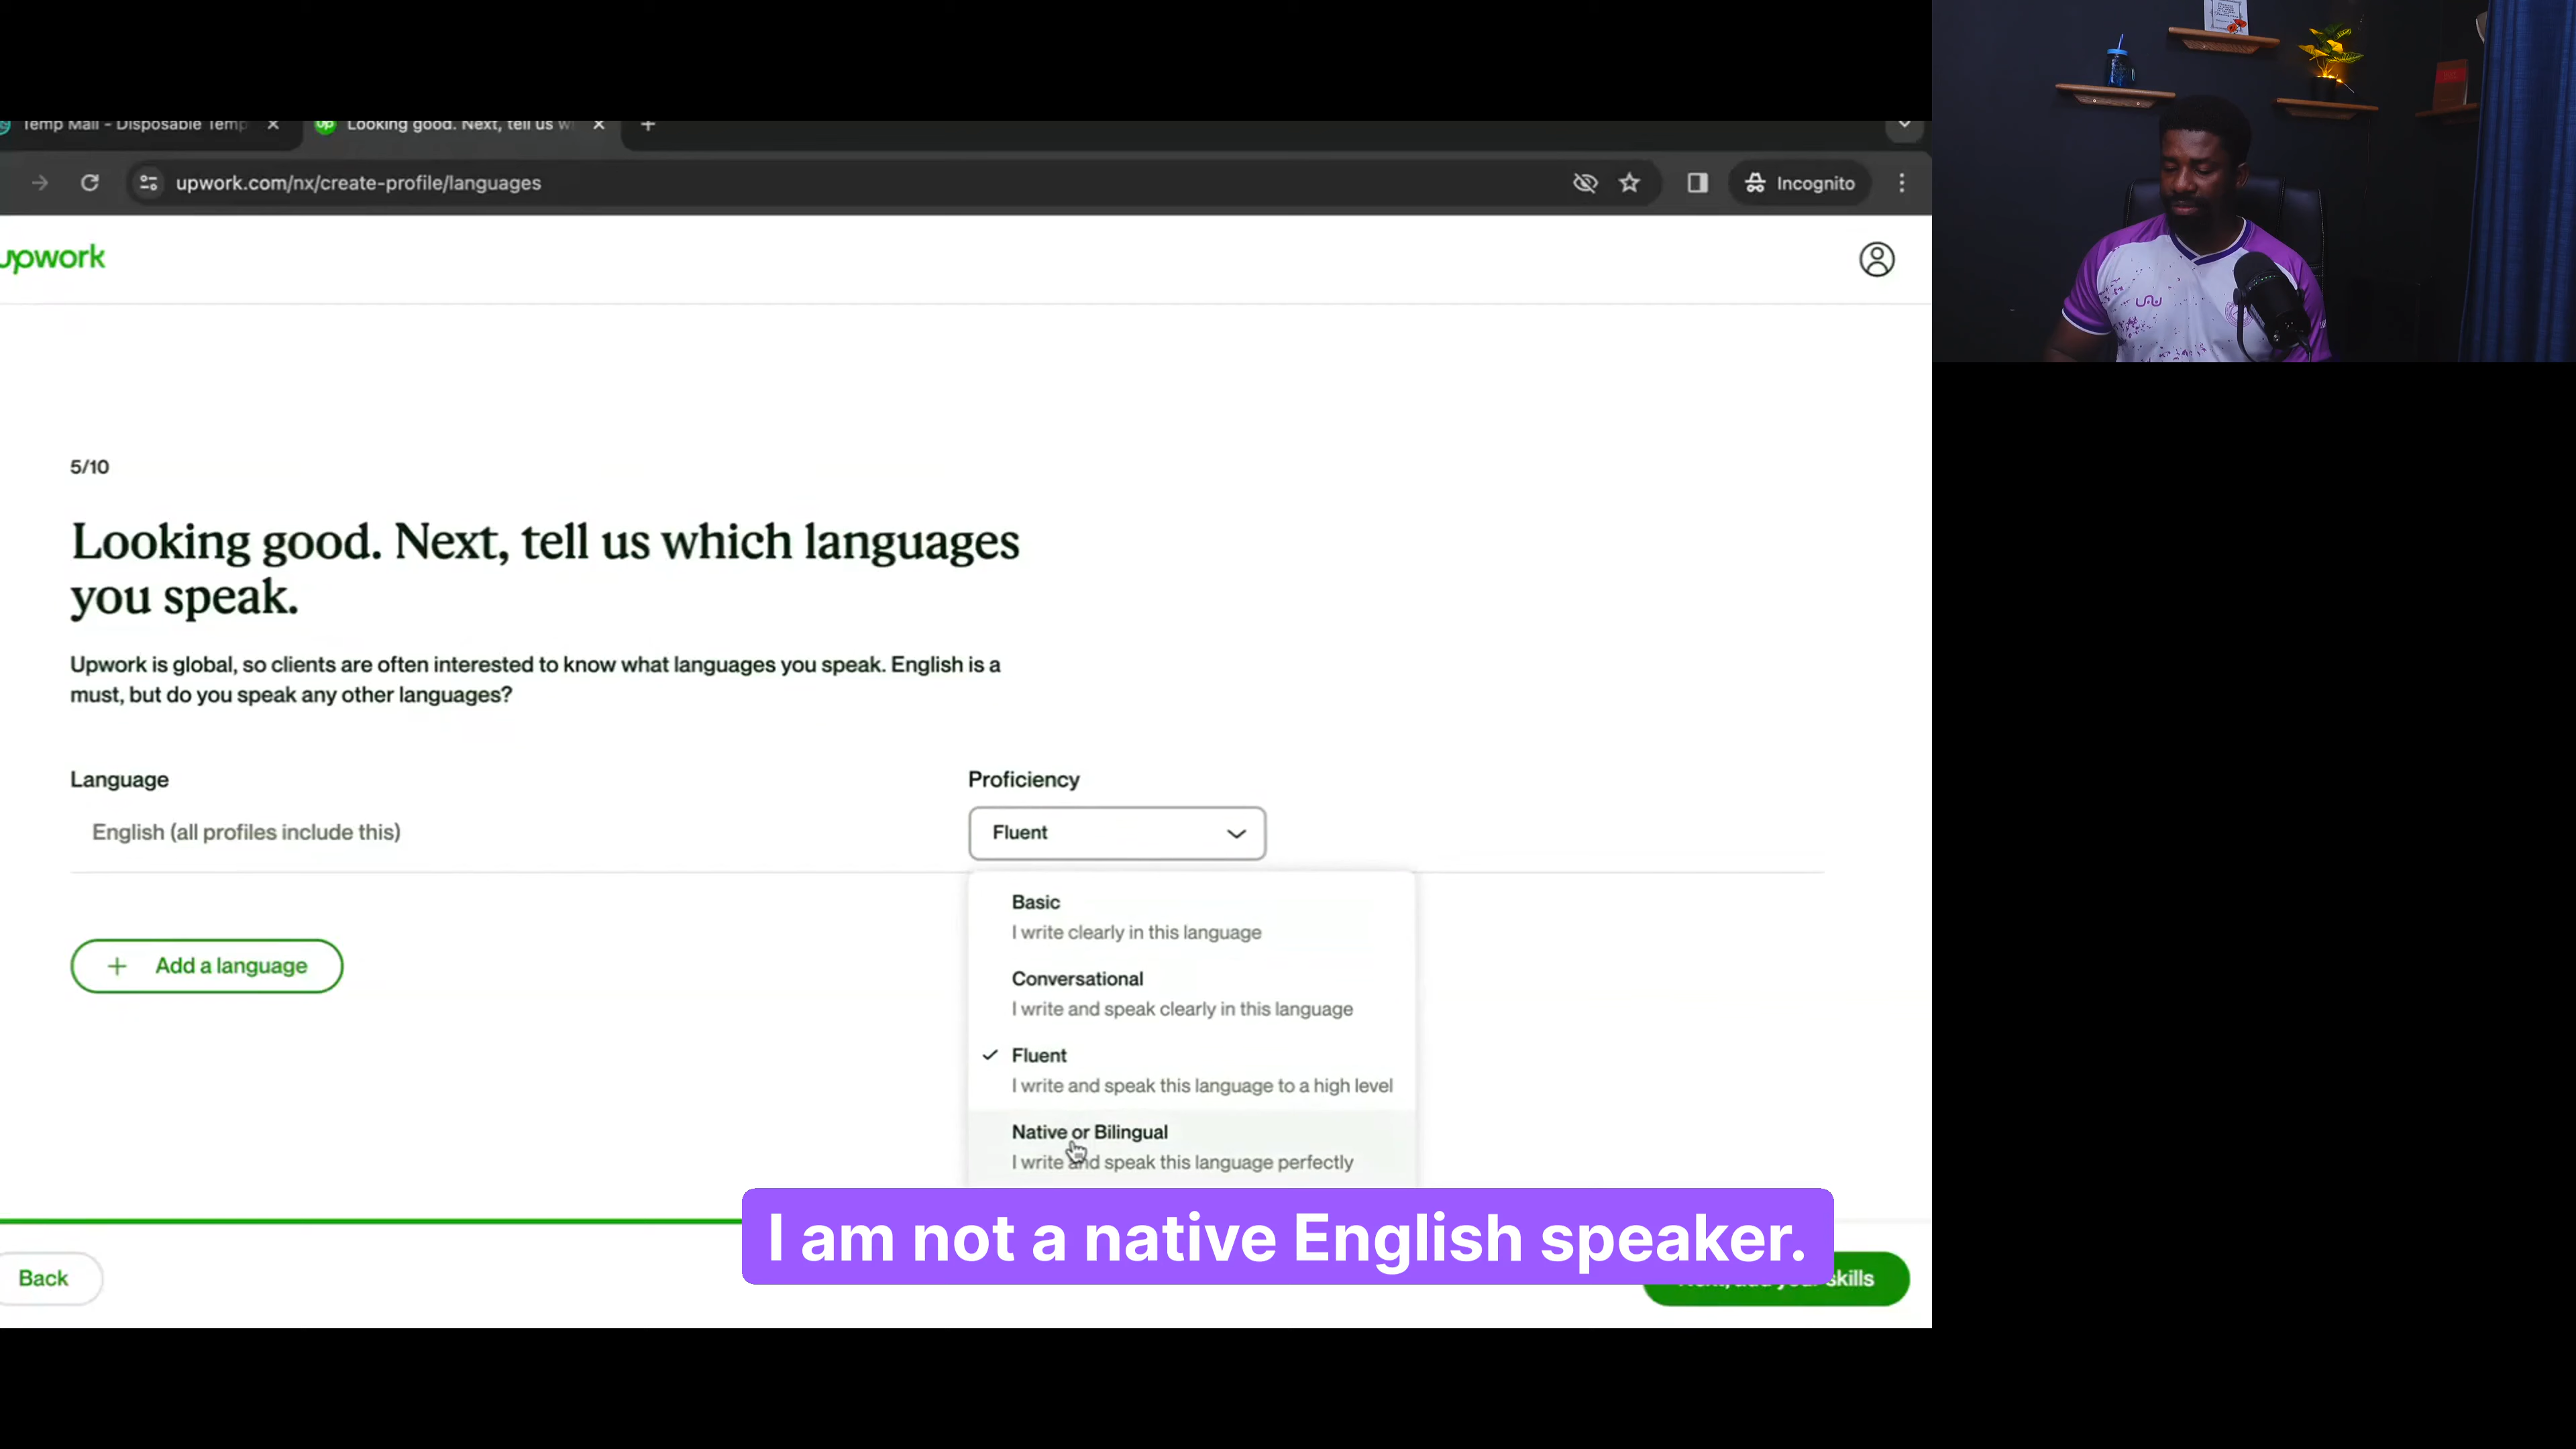 Temp Mail - Disposable Temp
Looking good. Next, tell us w
upwork.com/nx/create-profile/languages
Incognito
upwork
5/10
Looking good. Next, tell us which languages
you speak.
Upwork is global, so clients are often interested to know what languages you speak. English is a
must, but do you speak any other languages?
Language
Proficiency
English (all profiles include this)
Fluent
Basic
I write clearly in this language
Add a language
Conversational
I write and speak clearly in this language
Fluent
I write and speak this language to a high level
Native or Bilingual
I write and speak this language perfectly
I am not a native English speaker.
Back
skills